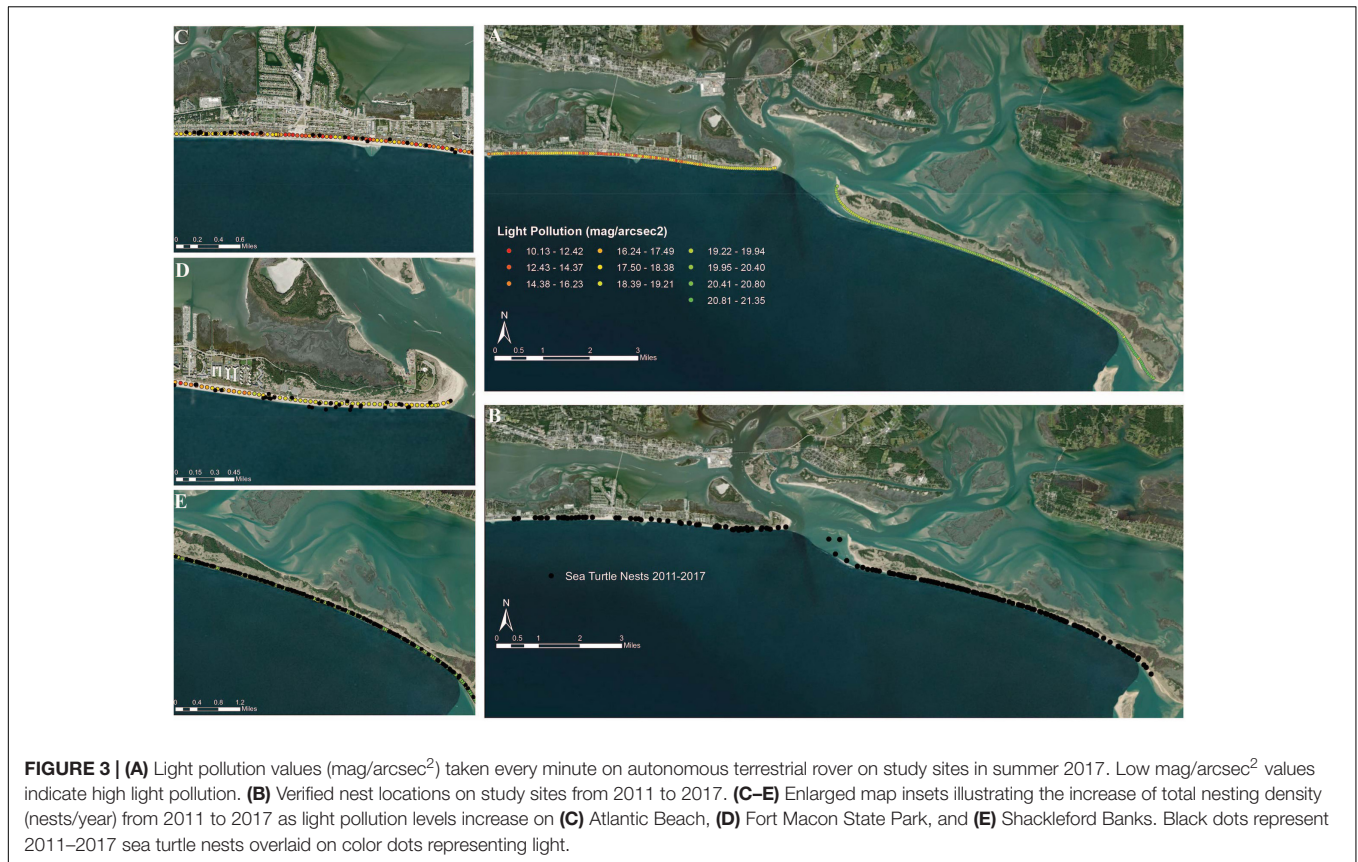 C
0 0.2 0.4 0.6
Miles
D
0 0.15 0.3 0.45
Miles
E
0 0.4 0.8 1.2
Miles
A
Light Pollution (mag/arcsec2)
10.13 - 12.42 16.24 - 17.49 19.22 - 19.94
12.43 - 14.37 17.50 - 18.38 19.95 - 20.40
14.38 - 16.23 18.39 - 19.21 20.41 - 20.80
20.81 - 21.35
N
0 0.5 1 2 3
Miles
B
Sea Turtle Nests 2011-2017
N
0 0.5 1 2 3
Miles
FIGURE 3 | (A) Light pollution values (mag/arcsec²) taken every minute on autonomous terrestrial rover on study sites in summer 2017. Low mag/arcsec² values
indicate high light pollution. (B) Verified nest locations on study sites from 2011 to 2017. (C–E) Enlarged map insets illustrating the increase of total nesting density
(nests/year) from 2011 to 2017 as light pollution levels increase on (C) Atlantic Beach, (D) Fort Macon State Park, and (E) Shackleford Banks. Black dots represent
2011–2017 sea turtle nests overlaid on color dots representing light.